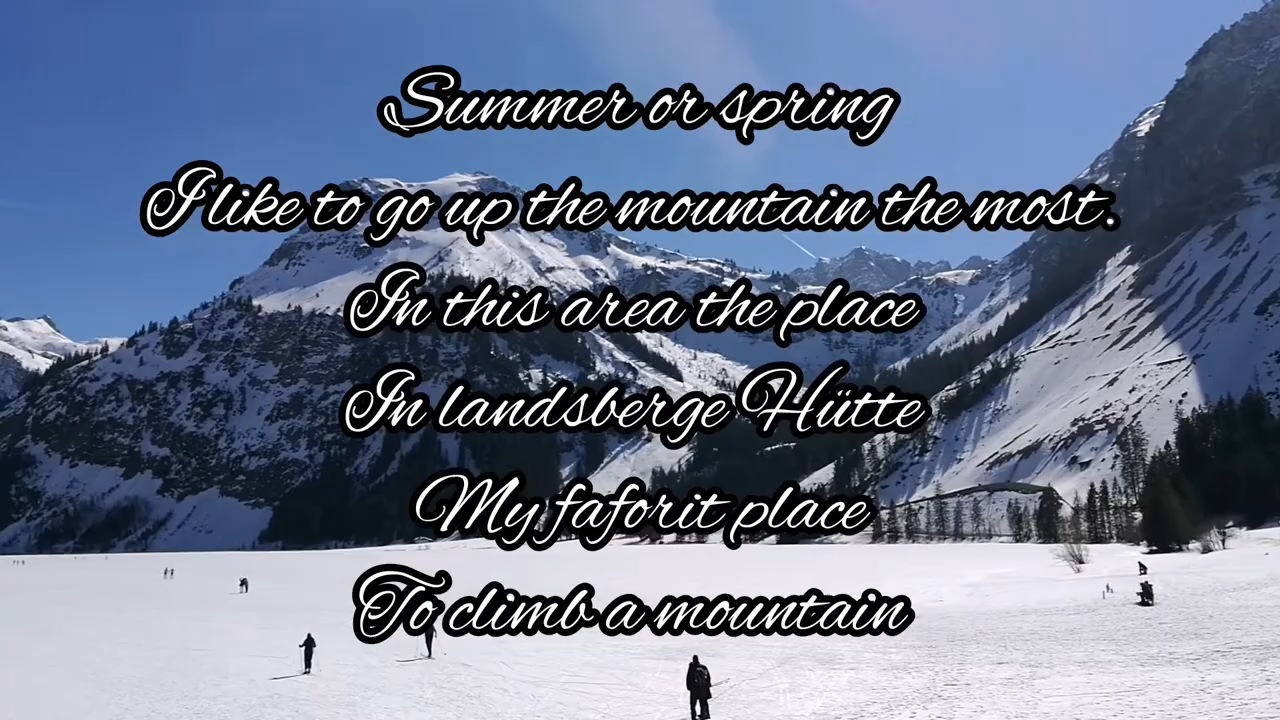 Summer or spring
I like to go up the mountain the most.
In this area the place
In landsberge Hütte
My faforit place
To climb a mountain